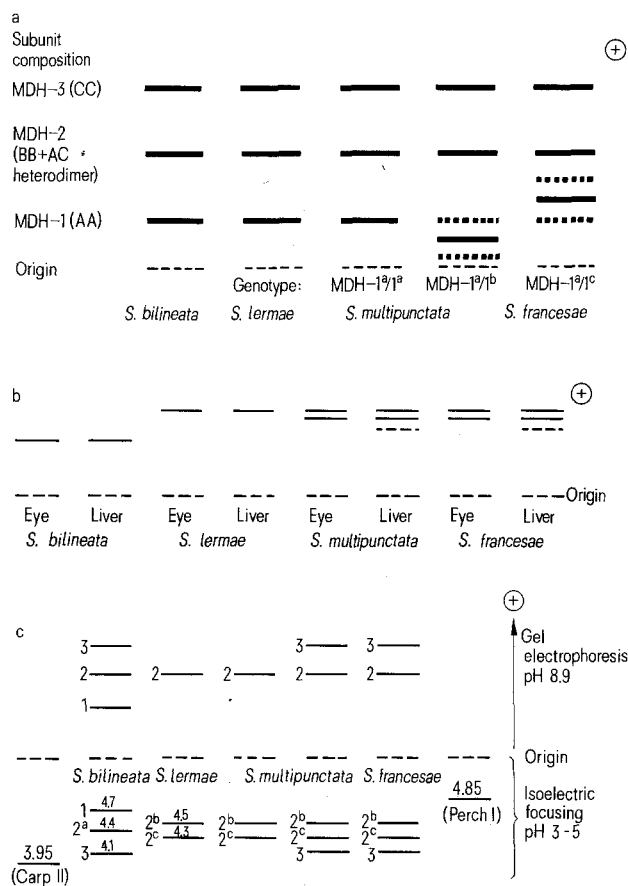 a
Subunit
composition
+
MDH-3 (CC)
MDH-2
(BB+AC
heterodimer)
MDH-1 (AA)
Origin
Genotype: MDH-1ᵃ/1ᵃ MDH-1ᵃ/1ᵇ MDH-1ᵃ/1ᶜ
S. bilineata S. lermae S. multipunctata S. francesae
b
+
Origin
Eye Liver Eye Liver Eye Liver Eye Liver
S. bilineata S. lermae S. multipunctata S. francesae
c
+
3 3 3
2 2 2 2 2
1
Gel
electrophoresis
pH 8.9
Origin
S. bilineata S. lermae S. multipunctata S. francesae
1 4.7
2ᵃ 4.4
3 4.1
2ᵇ 4.5 2ᵇ 2ᵇ 2ᵇ
2ᶜ 4.3 2ᶜ 2ᶜ 2ᶜ
3 3
4.85
(Perch I)
3.95
(Carp II)
Isoelectric
focusing
pH 3-5